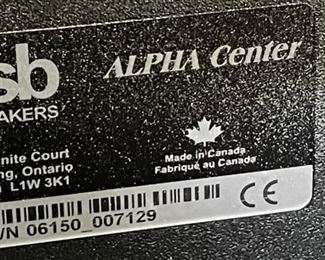 sb
AKERS
ALPHA Center
nite Court
ng, Ontario
L1W 3K1
Made in Canada
Fabriqué au Canada
CE
/N 06150_007129